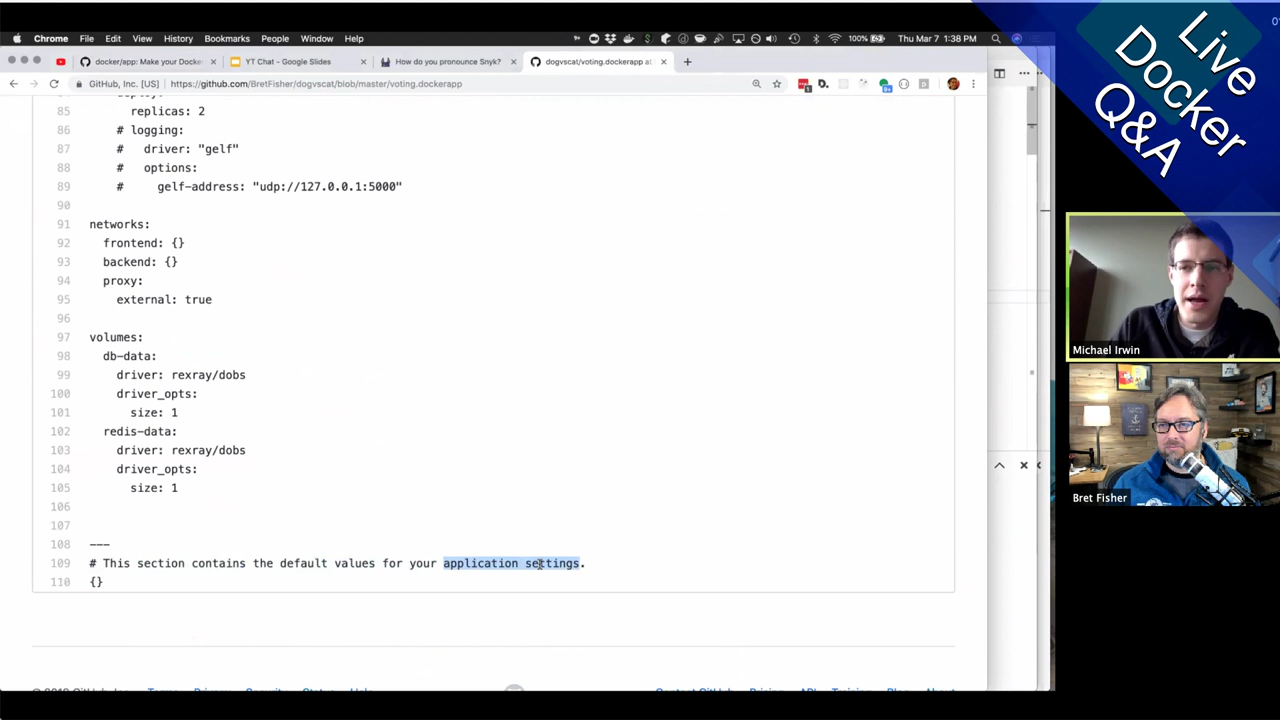 Chrome File Edit View History Bookmarks People Window Help 100% Thu Mar 7 1:38 PM
docker/app: Make your Docker
YT Chat - Google Slides
How do you pronounce Snyk?
dogvscat/voting.dockerapp at
GitHub, Inc. [US] https://github.com/BretFisher/dogvscat/blob/master/voting.dockerapp
85 replicas: 2
86 # logging:
87 # driver: "gelf"
88 # options:
89 # gelf-address: "udp://127.0.0.1:5000"
90
91 networks:
92 frontend: {}
93 backend: {}
94 proxy:
95 external: true
96
97 volumes:
98 db-data:
99 driver: rexray/dobs
100 driver_opts:
101 size: 1
102 redis-data:
103 driver: rexray/dobs
104 driver_opts:
105 size: 1
106
107
108 ---
109 # This section contains the default values for your application settings.
110 {}
Live
Docker
Q&A
Michael Irwin
Bret Fisher